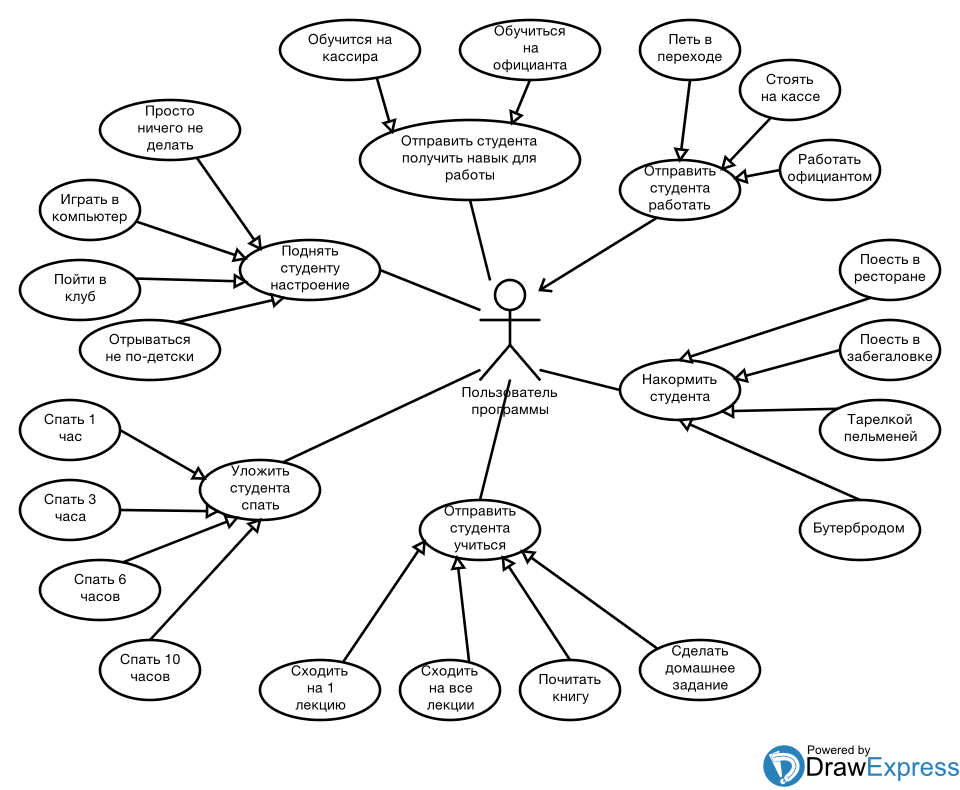 Обучится на
кассира
Обучиться
на
официанта
Петь в
переходе
Стоять
на кассе
Просто
ничего не
делать
Отправить студента
получить навык для
работы
Работать
официантом
Отправить
студента
работать
Играть в
компьютер
Поднять
студенту
настроение
Пойти в
клуб
Отрываться
не по-детски
Поесть в
ресторане
Поесть в
забегаловке
Накормить
студента
Пользователь
программы
Тарелкой
пельменей
Бутербродом
Спать 1
час
Уложить
студента
спать
Спать 3
часа
Спать 6
часов
Спать 10
часов
Отправить
студента
учиться
Сходить
на 1
лекцию
Сходить
на все
лекции
Почитать
книгу
Сделать
домашнее
задание
Powered by
DrawExpress